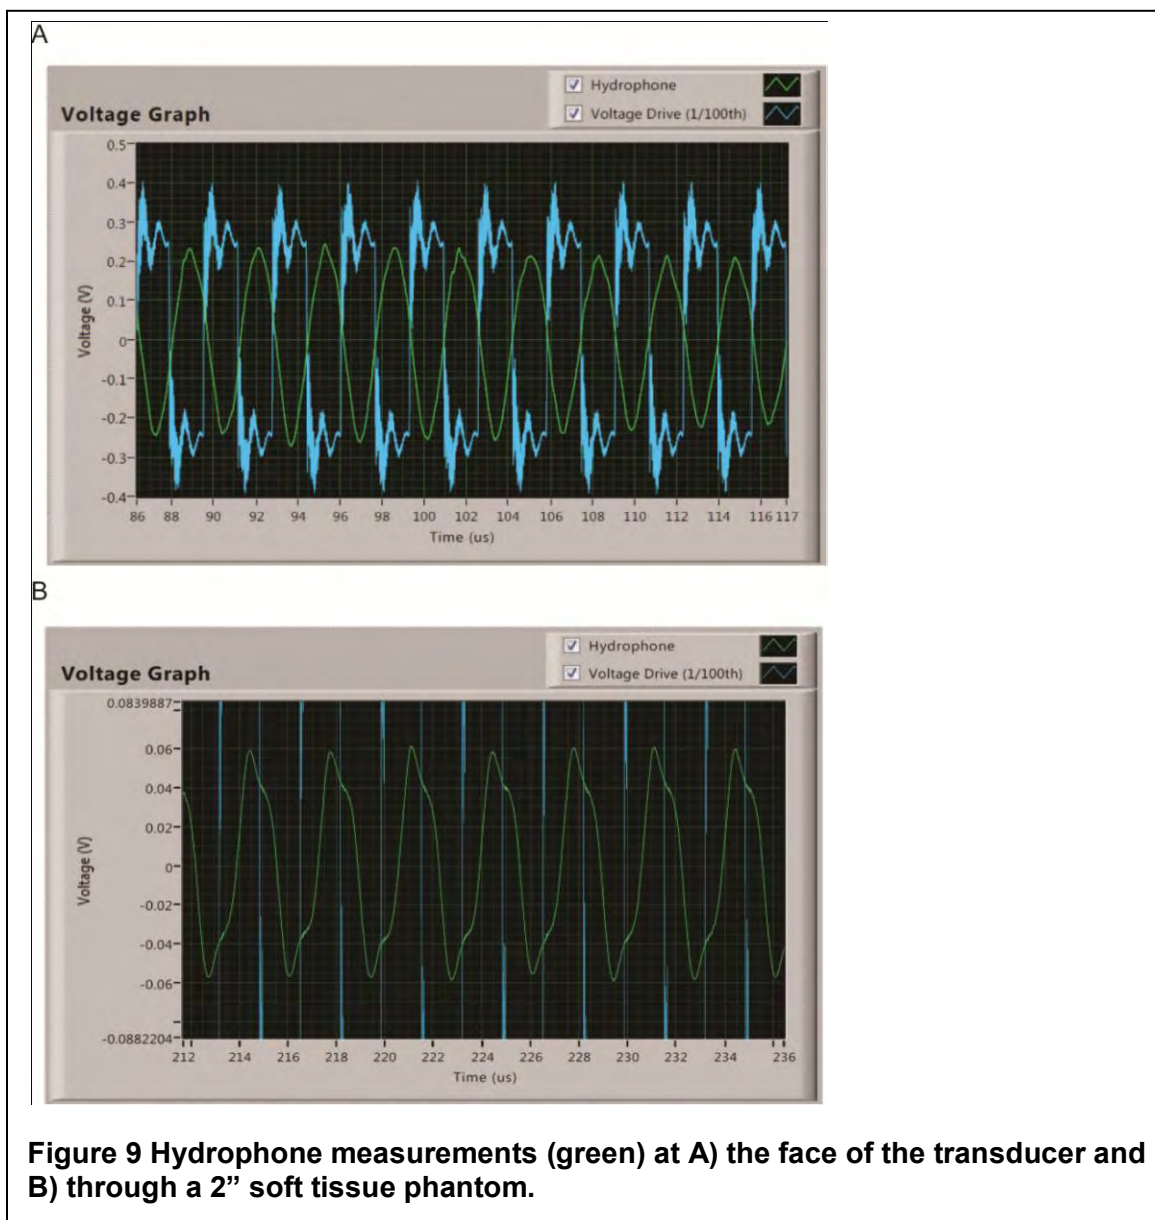 A
Hydrophone
Voltage Graph
Voltage Drive (1/100th)
0.5
0.4
0.3
0.2
0.1
0
-0.1
-0.2
-0.3
-0.4
Voltage (V)
86 88 90 92 94 96 98 100 102 104 106 108 110 112 114 116 117
Time (us)
B
Hydrophone
Voltage Graph
Voltage Drive (1/100th)
0.0839887
0.06
0.04
0.02
0
-0.02
-0.04
-0.06
-0.0882204
Voltage (V)
212 214 216 218 220 222 224 226 228 230 232 234 236
Time (us)
Figure 9 Hydrophone measurements (green) at A) the face of the transducer and
B) through a 2” soft tissue phantom.